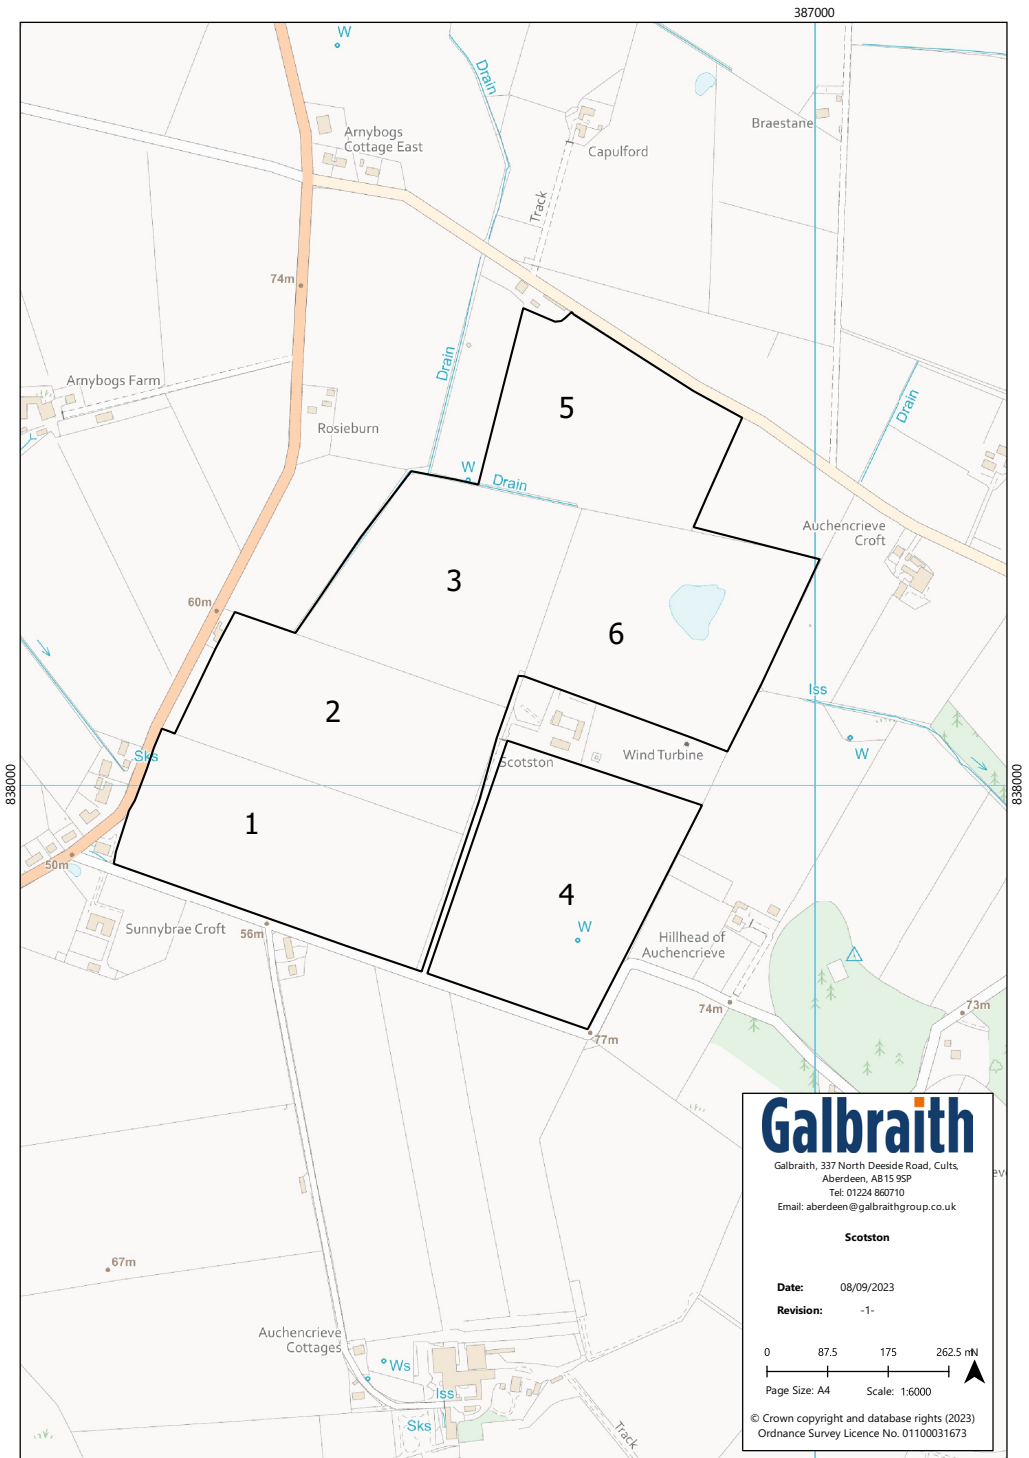 387000
W
Drain
Arnybogs
Cottage East
Capulford
Braestane
Track
74m
Drain
Arnybogs Farm
5
Drain
Rosieburn
W
Drain
Auchencrieve
Croft
3
60m
6
Iss
2
W
Sks
Scotston
Wind Turbine
838000
838000
1
50m
4
W
Sunnybrae Croft
56m
Hillhead of
Auchencrieve
74m
73m
77m
67m
Auchencrieve
Cottages
Ws
Iss
Sks
Track
Galbraith
Galbraith, 337 North Deeside Road, Cults,
Aberdeen, AB15 9SP
Tel: 01224 860710
Email: aberdeen@galbraithgroup.co.uk
Scotston
Date: 08/09/2023
Revision: -1-
0 87.5 175 262.5 m N
Page Size: A4 Scale: 1:6000
© Crown copyright and database rights (2023)
Ordnance Survey Licence No. 01100031673